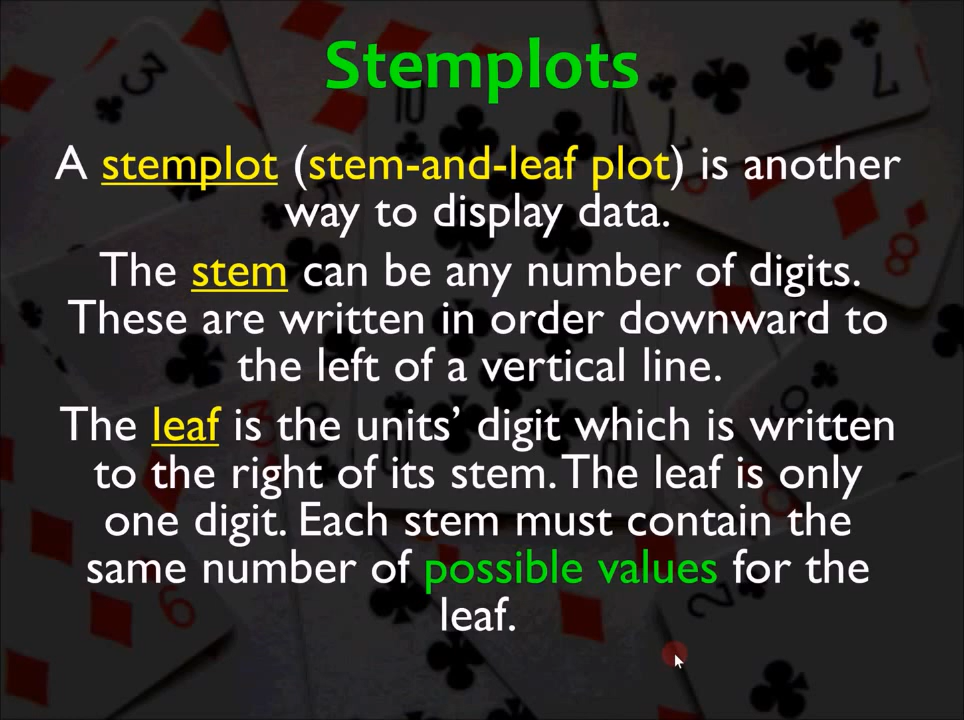 Stemplots
A stemplot (stem-and-leaf plot) is another
way to display data.
The stem can be any number of digits.
These are written in order downward to
the left of a vertical line.
The leaf is the units’ digit which is written
to the right of its stem. The leaf is only
one digit. Each stem must contain the
same number of possible values for the
leaf.